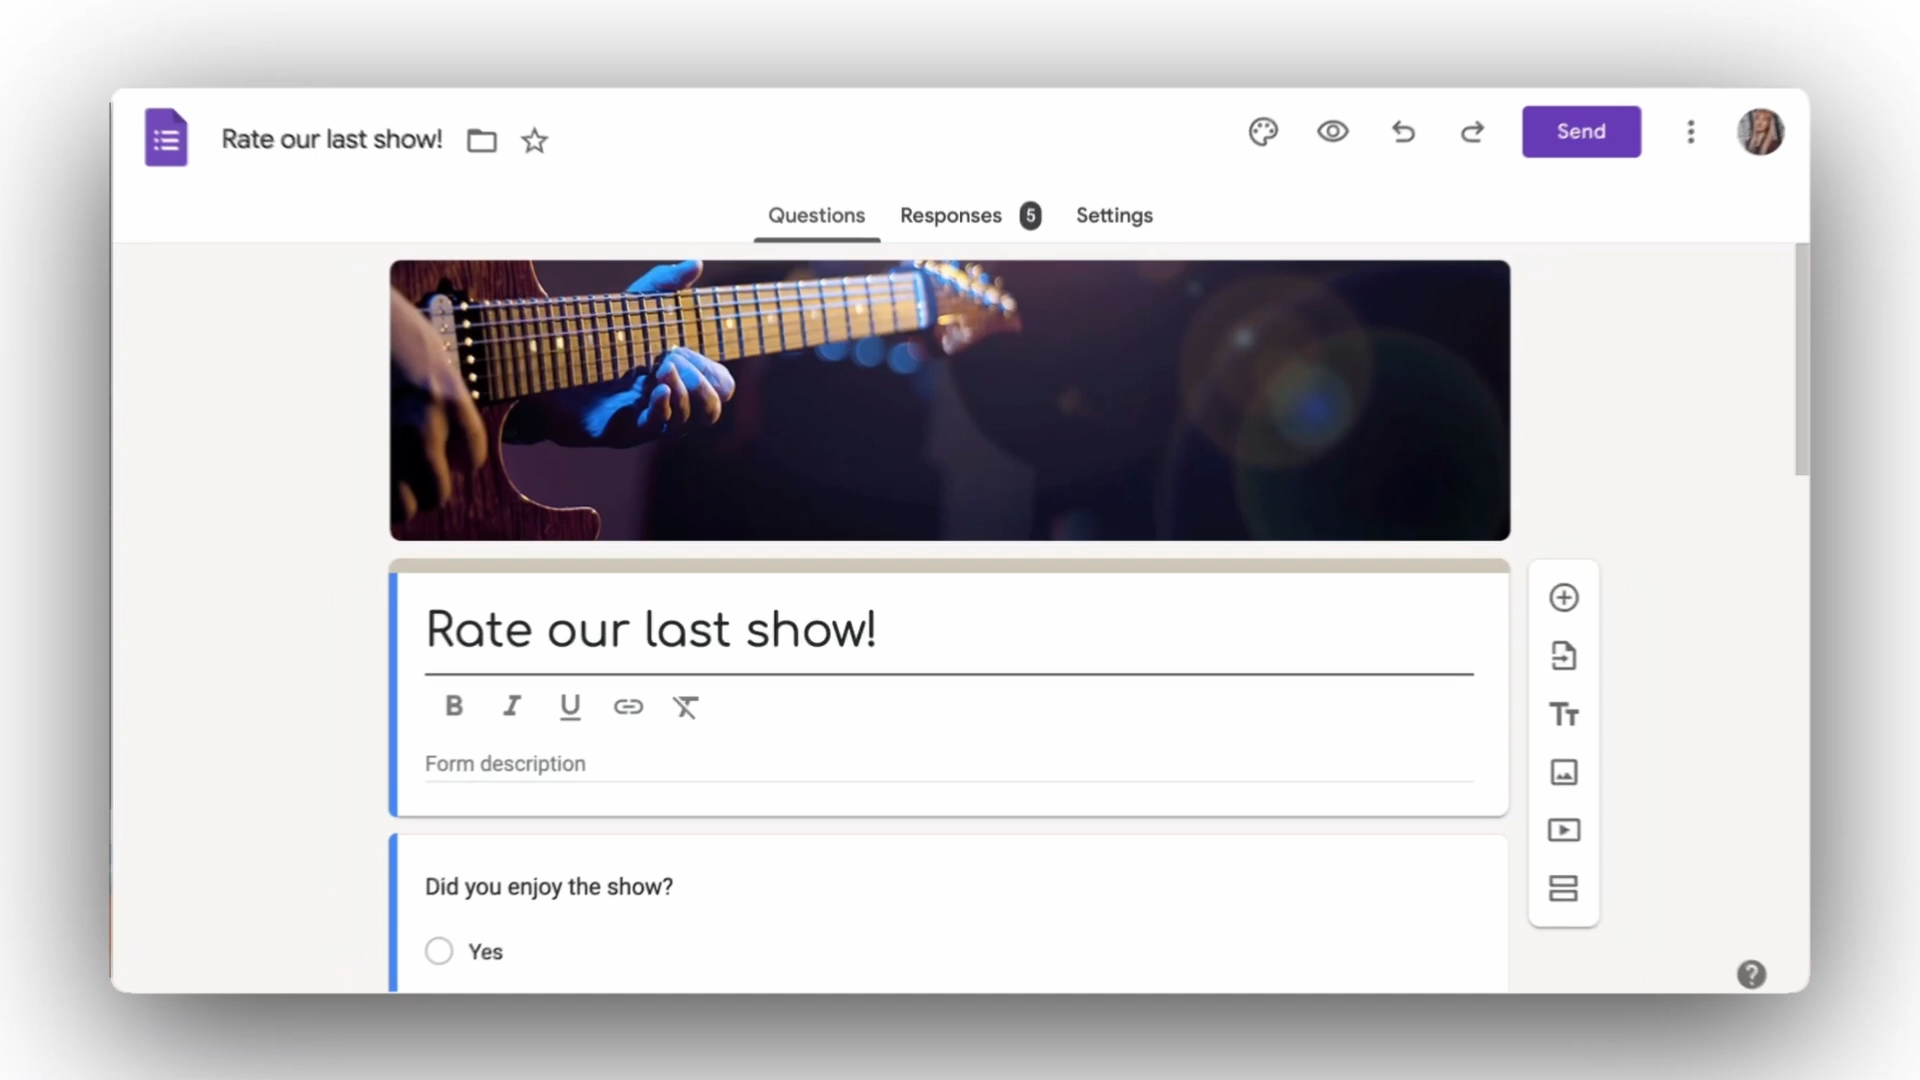 Rate our last show!
Send
Questions Responses 5 Settings
Rate our last show!
B I U
Form description
Tт
Did you enjoy the show?
Yes
?